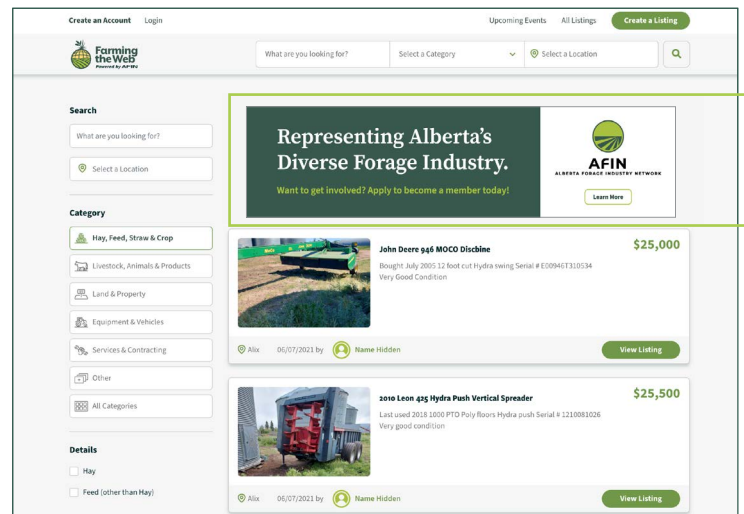 Create an Account Login Upcoming Events All Listings Create a Listing
Farming
the Web
Powered by AFIN
What are you looking for? Select a Category Select a Location
Search
What are you looking for?
Select a Location
Category
Hay, Feed, Straw & Crop
Livestock, Animals & Products
Land & Property
Equipment & Vehicles
Services & Contracting
Other
All Categories
Details
Hay
Feed (other than Hay)
Representing Alberta's
Diverse Forage Industry.
Want to get involved? Apply to become a member today!
AFIN
ALBERTA FORAGE INDUSTRY NETWORK
Learn More
John Deere 946 MOCO Discbine $25,000
Bought July 2005 12 foot cut Hydra swing Serial # E00946T310534
Very Good Condition
Alix 06/07/2021 by Name Hidden View Listing
2010 Leon 425 Hydra Push Vertical Spreader $25,500
Last used 2018 1000 PTO Poly floors Hydra push Serial # 1210081026
Very good condition
Alix 06/07/2021 by Name Hidden View Listing